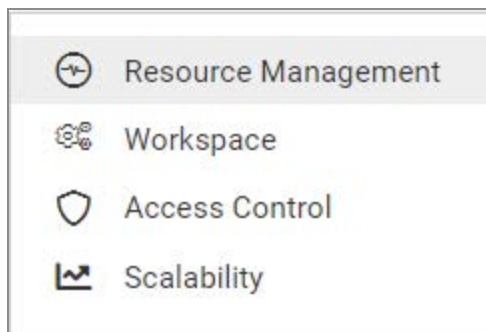 Resource Management
Workspace
Access Control
Scalability